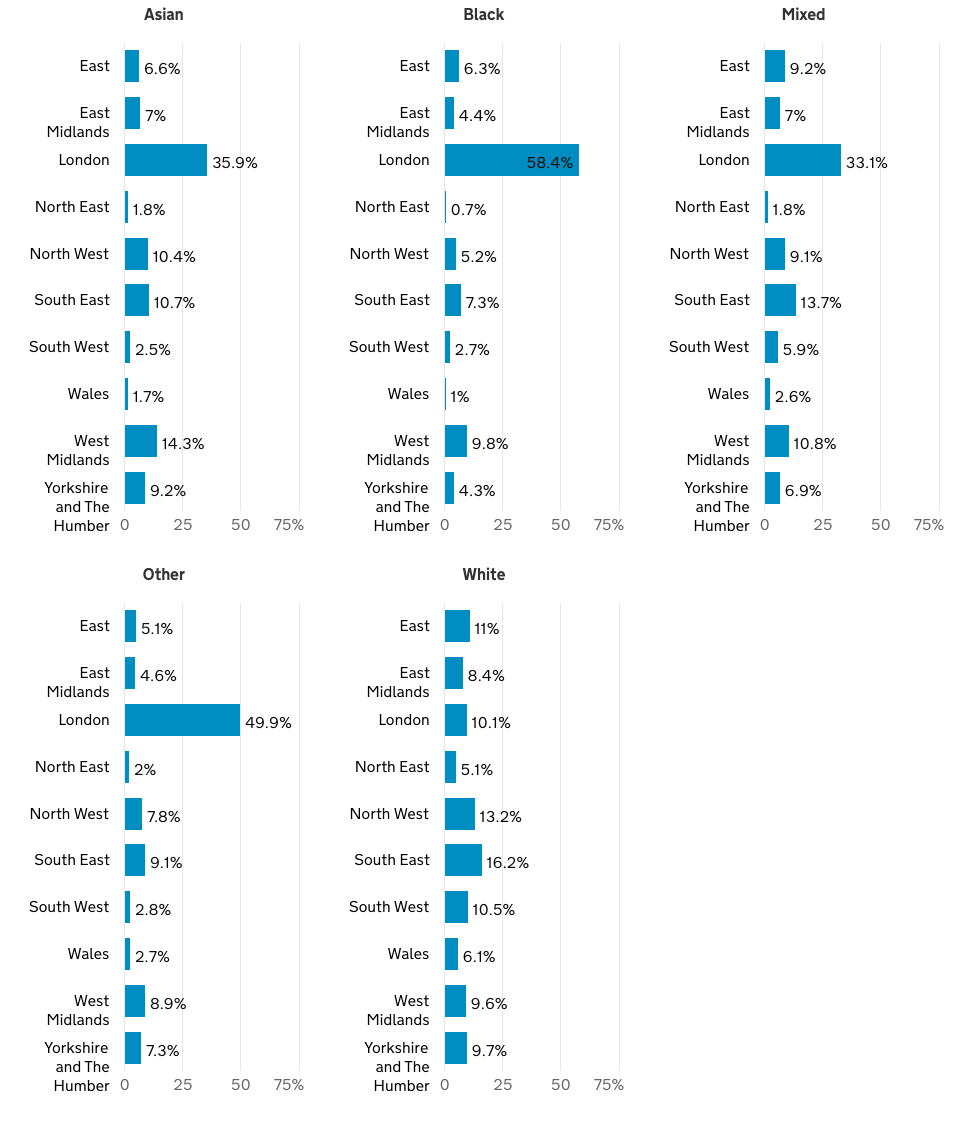 Asian
East
6.6%
East
Midlands
7%
London
35.9%
North East
1.8%
North West
10.4%
South East
10.7%
South West
2.5%
Wales
1.7%
West
Midlands
14.3%
Yorkshire
and The
Humber
9.2%
0 25 50 75%
Black
East
6.3%
East
Midlands
4.4%
London
58.4%
North East
0.7%
North West
5.2%
South East
7.3%
South West
2.7%
Wales
1%
West
Midlands
9.8%
Yorkshire
and The
Humber
4.3%
0 25 50 75%
Mixed
East
9.2%
East
Midlands
7%
London
33.1%
North East
1.8%
North West
9.1%
South East
13.7%
South West
5.9%
Wales
2.6%
West
Midlands
10.8%
Yorkshire
and The
Humber
6.9%
0 25 50 75%
Other
East
5.1%
East
Midlands
4.6%
London
49.9%
North East
2%
North West
7.8%
South East
9.1%
South West
2.8%
Wales
2.7%
West
Midlands
8.9%
Yorkshire
and The
Humber
7.3%
0 25 50 75%
White
East
11%
East
Midlands
8.4%
London
10.1%
North East
5.1%
North West
13.2%
South East
16.2%
South West
10.5%
Wales
6.1%
West
Midlands
9.6%
Yorkshire
and The
Humber
9.7%
0 25 50 75%